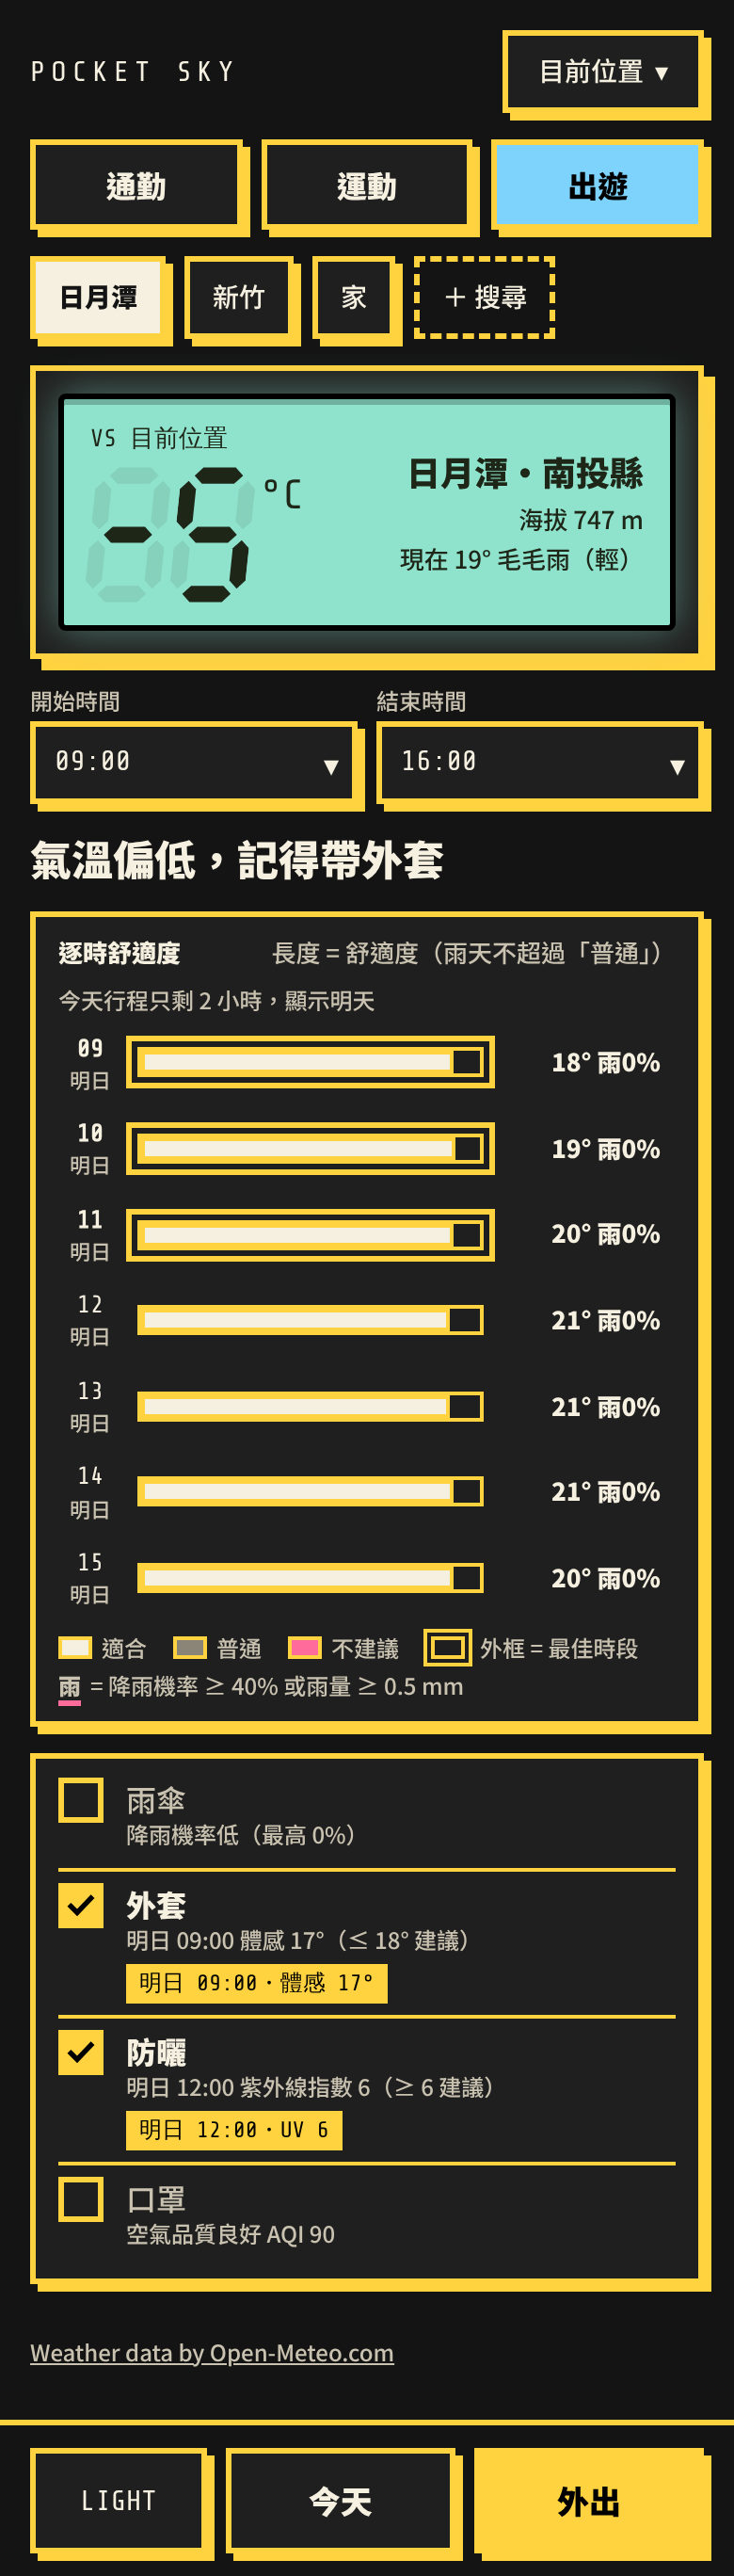 POCKET SKY
目前位置 ▼
通勤 運動 出遊
日月潭 新竹 家 ＋ 搜尋
VS 目前位置
-5°C
日月潭・南投縣
海拔 747 m
現在 19° 毛毛雨（輕）
開始時間 結束時間
09:00 ▼ 16:00 ▼
氣溫偏低，記得帶外套
逐時舒適度 長度 = 舒適度（雨天不超過「普通」）
今天行程只剩 2 小時，顯示明天
09 明日 18° 雨0%
10 明日 19° 雨0%
11 明日 20° 雨0%
12 明日 21° 雨0%
13 明日 21° 雨0%
14 明日 21° 雨0%
15 明日 20° 雨0%
適合 普通 不建議 外框 = 最佳時段
雨 = 降雨機率 ≥ 40% 或雨量 ≥ 0.5 mm
雨傘
降雨機率低（最高 0%）
外套
明日 09:00 體感 17°（≤ 18° 建議）
明日 09:00・體感 17°
防曬
明日 12:00 紫外線指數 6（≥ 6 建議）
明日 12:00・UV 6
口罩
空氣品質良好 AQI 90
Weather data by Open-Meteo.com
LIGHT 今天 外出